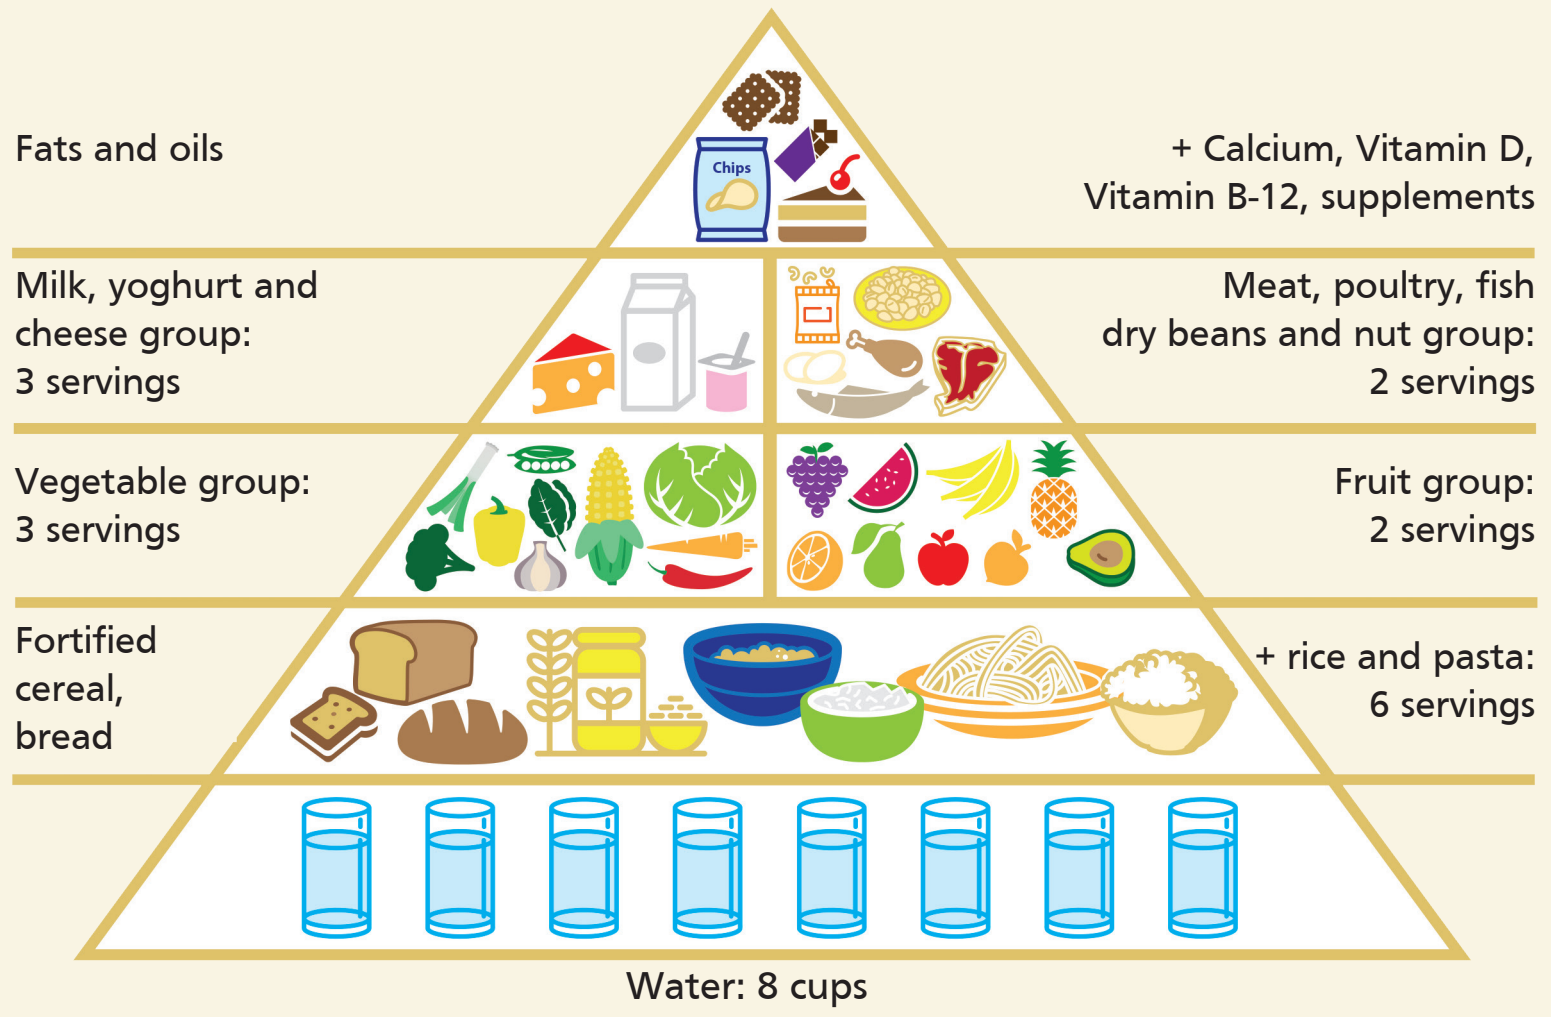 Fats and oils
Chips
+ Calcium, Vitamin D,
Vitamin B-12, supplements
Milk, yoghurt and
cheese group:
3 servings
Meat, poultry, fish
dry beans and nut group:
2 servings
Vegetable group:
3 servings
Fruit group:
2 servings
Fortified
cereal,
bread
+ rice and pasta:
6 servings
Water: 8 cups